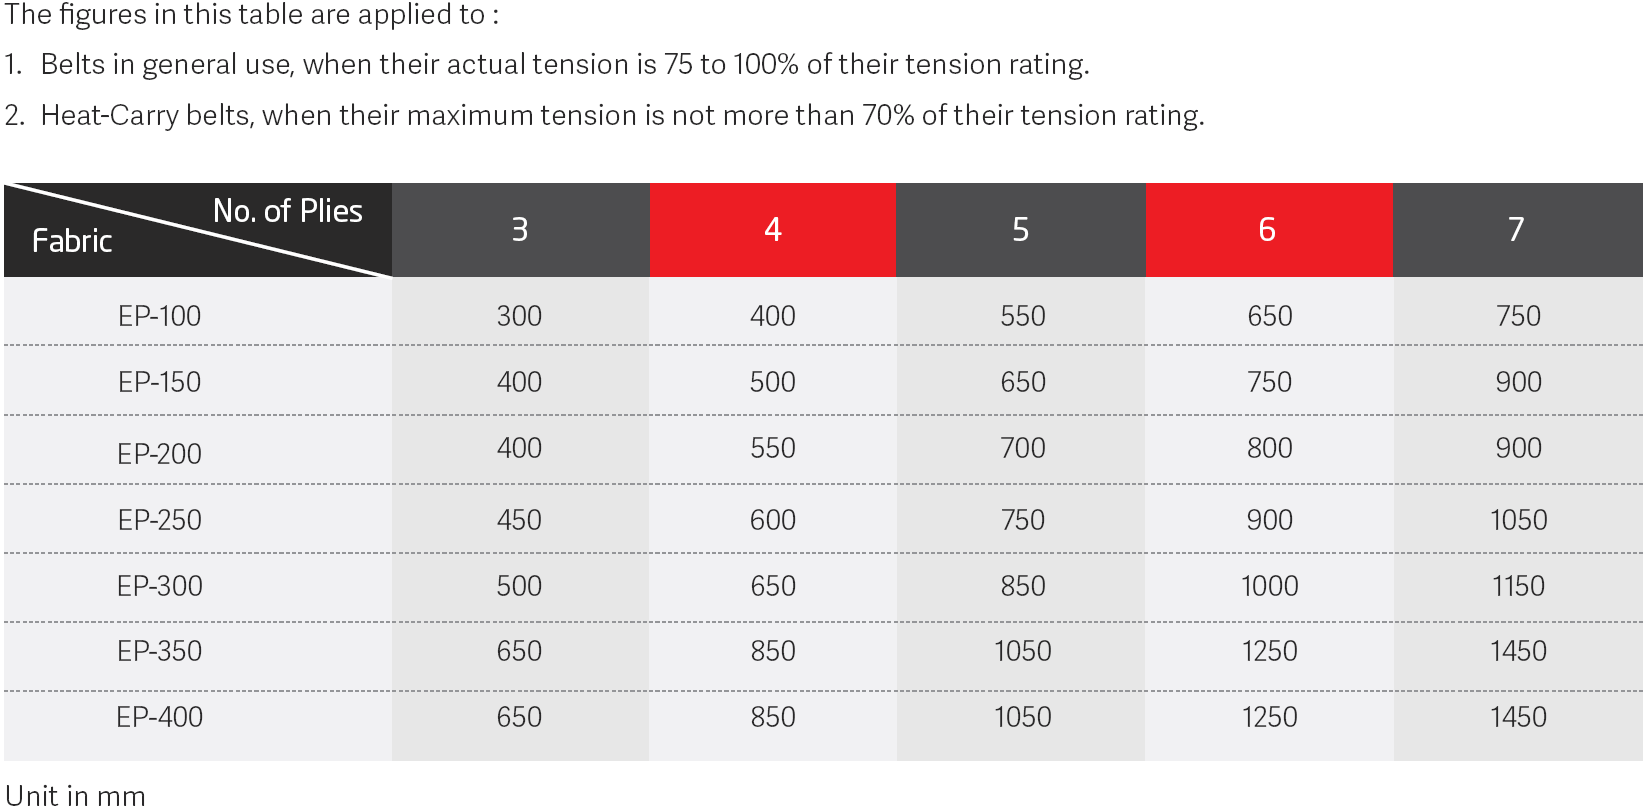 The figures in this table are applied to :
1. Belts in general use, when their actual tension is 75 to 100% of their tension rating.
2. Heat-Carry belts, when their maximum tension is not more than 70% of their tension rating.
No. of Plies
Fabric 3 4 5 6 7
EP-100 300 400 550 650 750
EP-150 400 500 650 750 900
EP-200 400 550 700 800 900
EP-250 450 600 750 900 1050
EP-300 500 650 850 1000 1150
EP-350 650 850 1050 1250 1450
EP-400 650 850 1050 1250 1450
Unit in mm